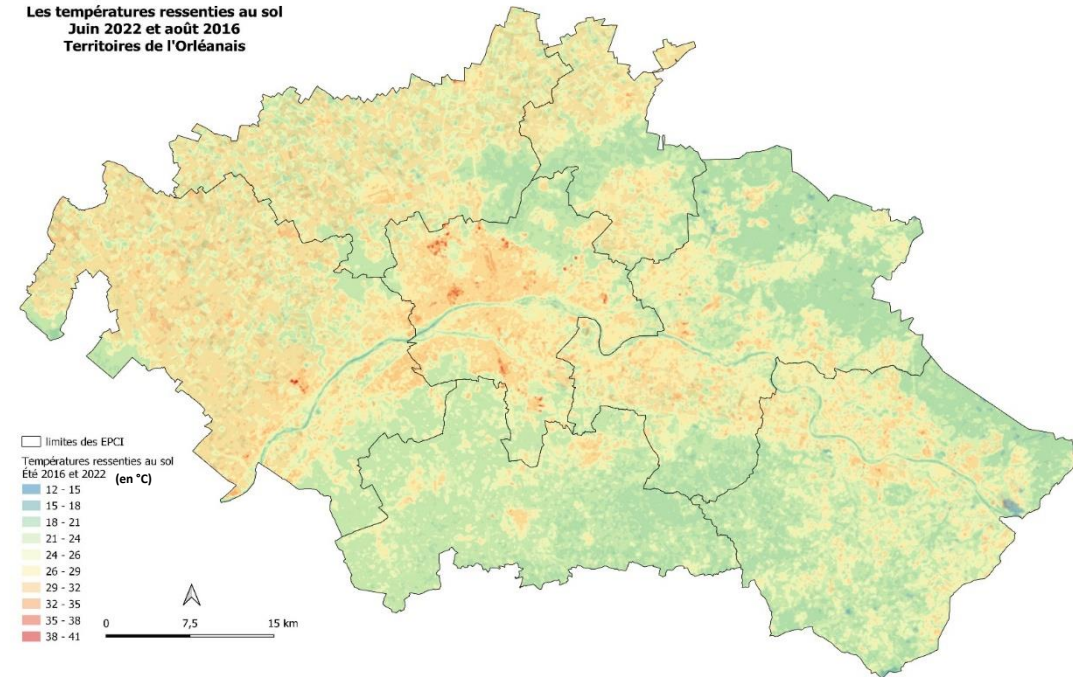 Les températures ressenties au sol
Juin 2022 et août 2016
Territoires de l'Orléanais
limites des EPCI
Températures ressenties au sol
Été 2016 et 2022 (en °C)
12 - 15
15 - 18
18 - 21
21 - 24
24 - 26
26 - 29
29 - 32
32 - 35
35 - 38
38 - 41
0 7,5 15 km